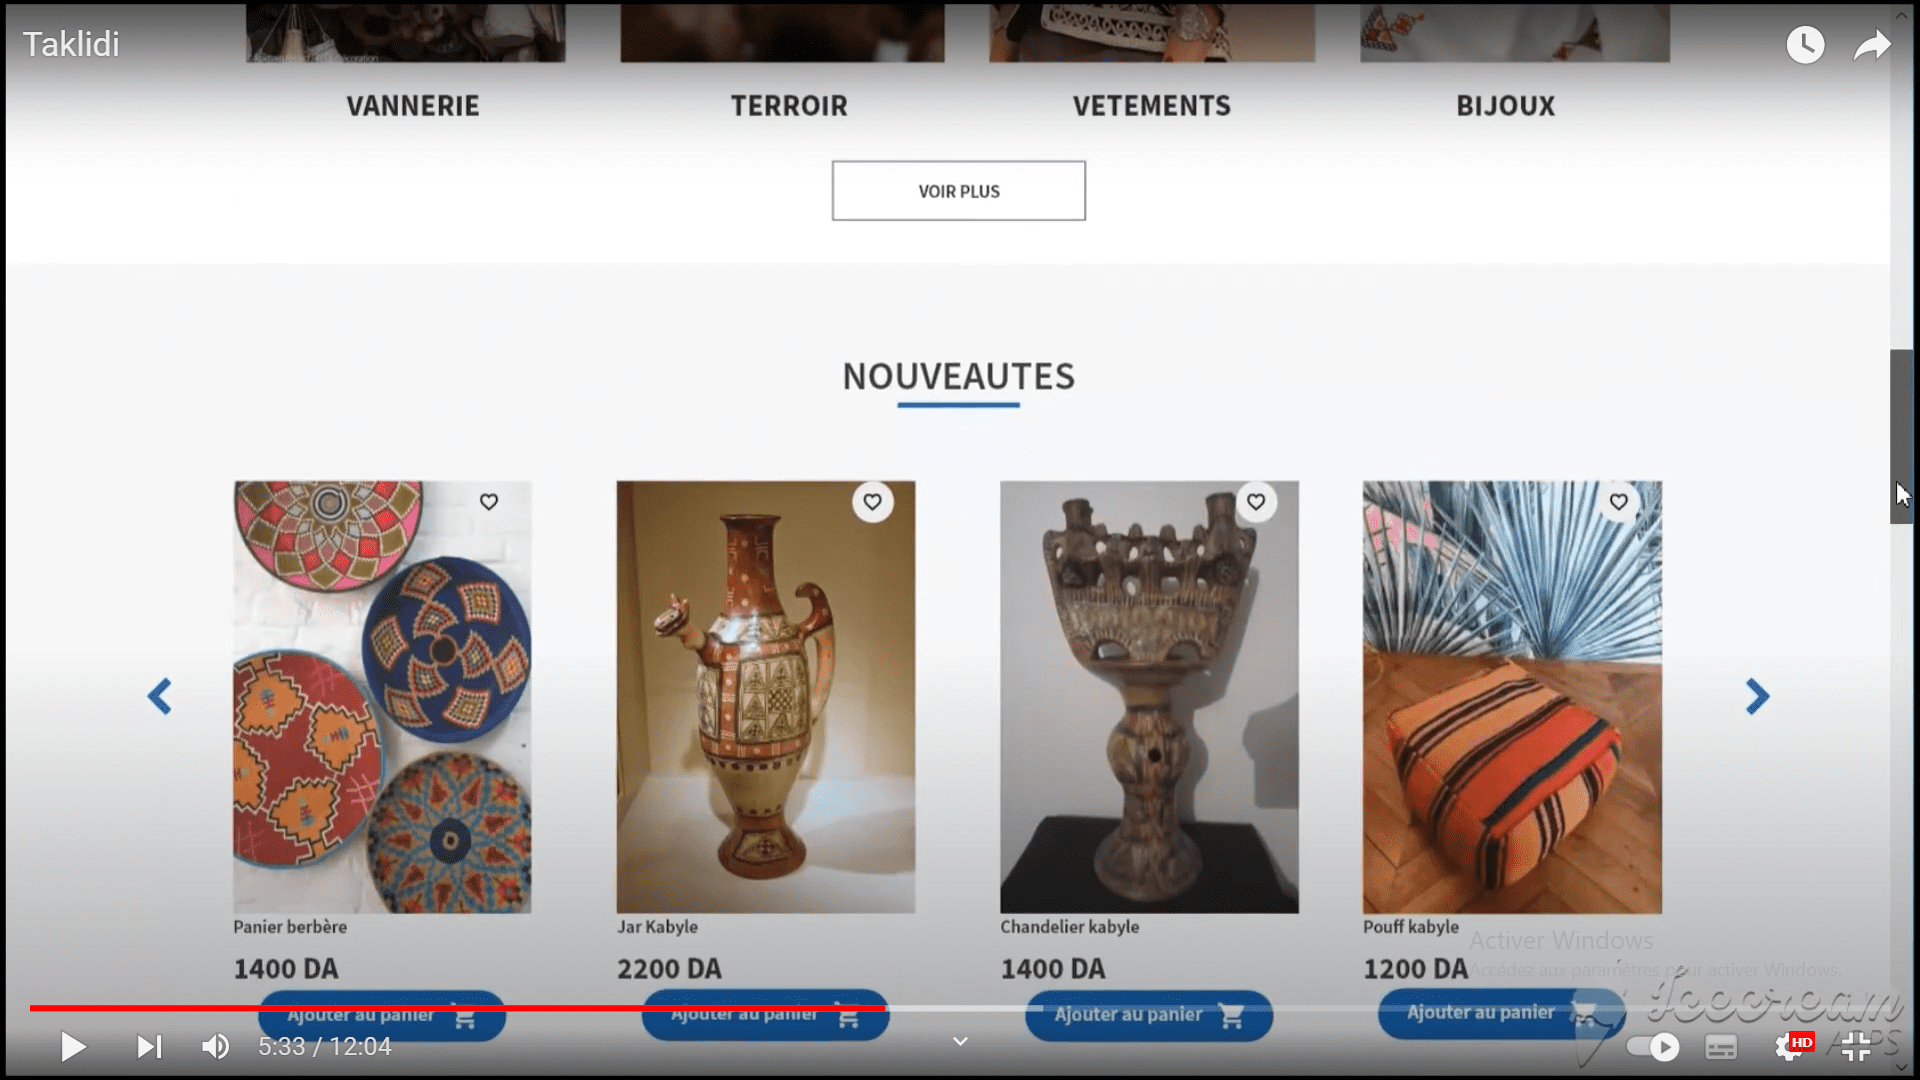 Taklidi
VANNERIE TERROIR VETEMENTS BIJOUX
VOIR PLUS
NOUVEAUTES
Panier berbère Jar Kabyle Chandelier kabyle Pouff kabyle
Activer Windows
1400 DA 2200 DA 1400 DA 1200 DA
Accédez aux paramètres pour activer Windows.
Ajouter au panier Ajouter au panier Ajouter au panier Ajouter au panier
Icecream
APPS
5:33 / 12:04
HD